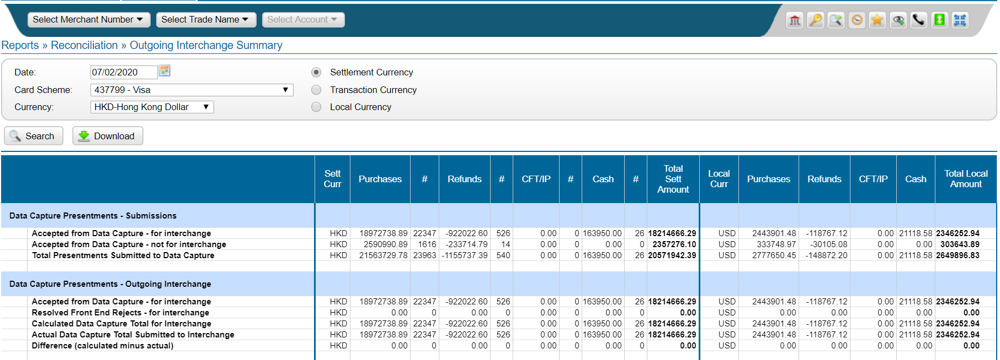 Select Merchant Number Select Trade Name Select Account
Reports » Reconciliation » Outgoing Interchange Summary
Date: 07/02/2020 Settlement Currency
Card Scheme: 437799 - Visa Transaction Currency
Currency: HKD-Hong Kong Dollar Local Currency
Search Download
Sett Curr Purchases # Refunds # CFT/IP # Cash # Total Sett Amount Local Curr Purchases Refunds CFT/IP Cash Total Local Amount
Data Capture Presentments - Submissions
Accepted from Data Capture - for interchange HKD 18972738.89 22347 -922022.60 526 0.00 0 163950.00 26 18214666.29 USD 2443901.48 -118767.12 0.00 21118.58 2346252.94
Accepted from Data Capture - not for interchange HKD 2590990.89 1616 -233714.79 14 0.00 0 0.00 0 2357276.10 USD 333748.97 -30105.08 0.00 0.00 303643.89
Total Presentments Submitted to Data Capture HKD 21563729.78 23963 -1155737.39 540 0.00 0 163950.00 26 20571942.39 USD 2777650.45 -148872.20 0.00 21118.58 2649896.83
Data Capture Presentments - Outgoing Interchange
Accepted from Data Capture - for interchange HKD 18972738.89 22347 -922022.60 526 0.00 0 163950.00 26 18214666.29 USD 2443901.48 -118767.12 0.00 21118.58 2346252.94
Resolved Front End Rejects - for interchange HKD 0.00 0 0.00 0 0.00 0 0.00 0 0.00 USD 0.00 0.00 0.00 0.00 0.00
Calculated Data Capture Total for Interchange HKD 18972738.89 22347 -922022.60 526 0.00 0 163950.00 26 18214666.29 USD 2443901.48 -118767.12 0.00 21118.58 2346252.94
Actual Data Capture Total Submitted to Interchange HKD 18972738.89 22347 -922022.60 526 0.00 0 163950.00 26 18214666.29 USD 2443901.48 -118767.12 0.00 21118.58 2346252.94
Difference (calculated minus actual) HKD 0.00 0 0.00 0 0.00 0 0.00 0 0.00 USD 0.00 0.00 0.00 0.00 0.00